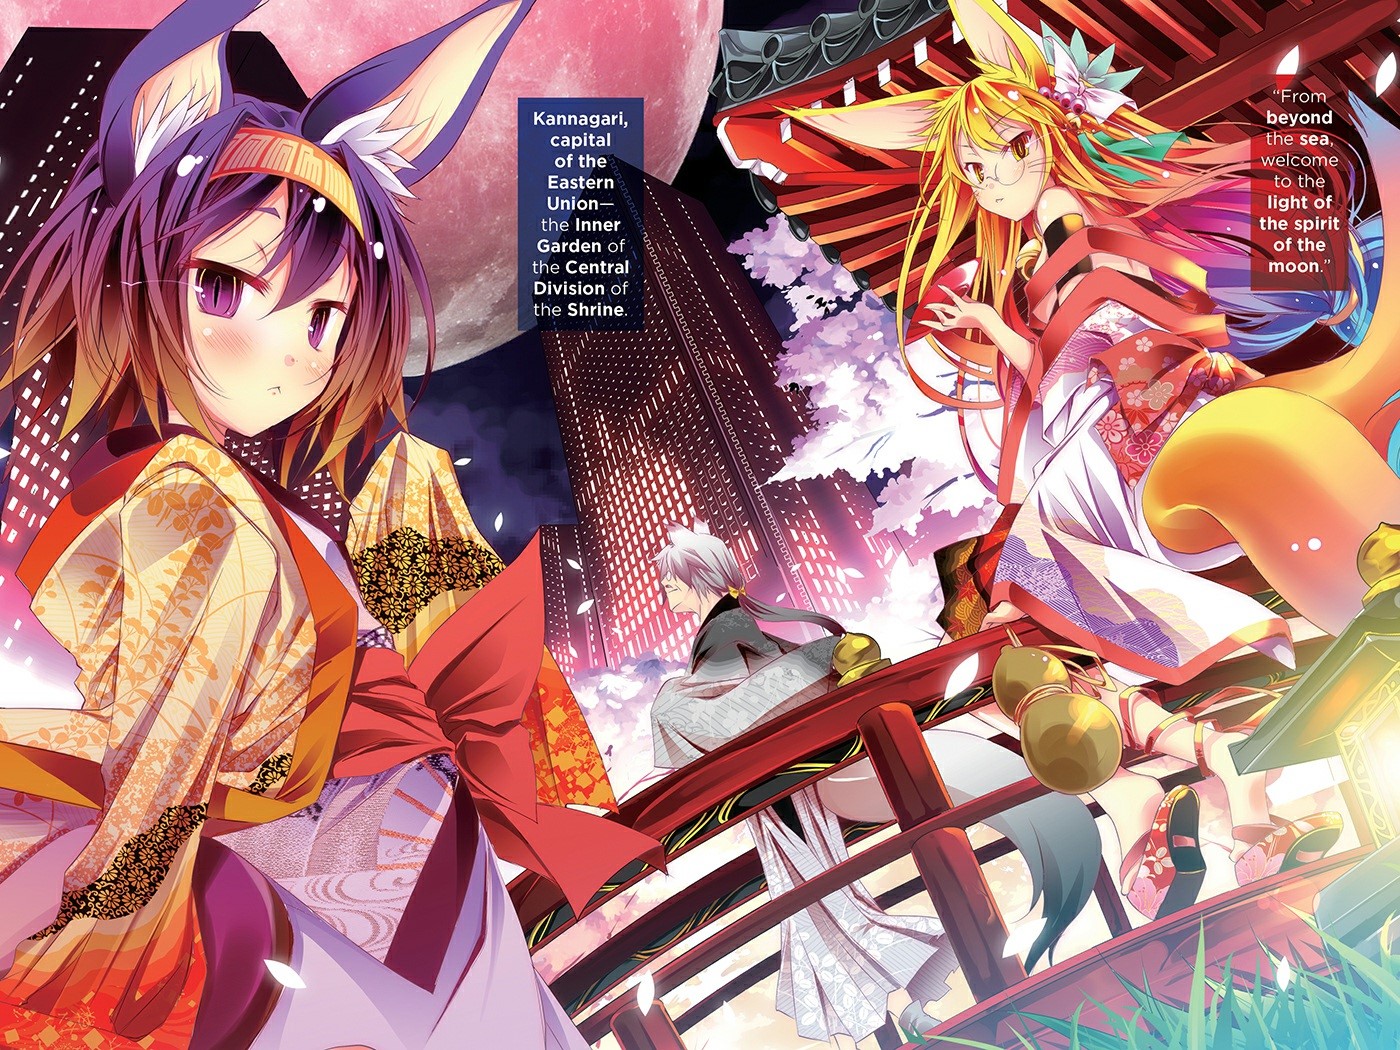 Kannagari,
capital
of the
Eastern
Union—
the Inner
Garden of
the Central
Division of
the Shrine.
“From
beyond
the sea,
welcome
to the
light of
the spirit
of the
moon.”